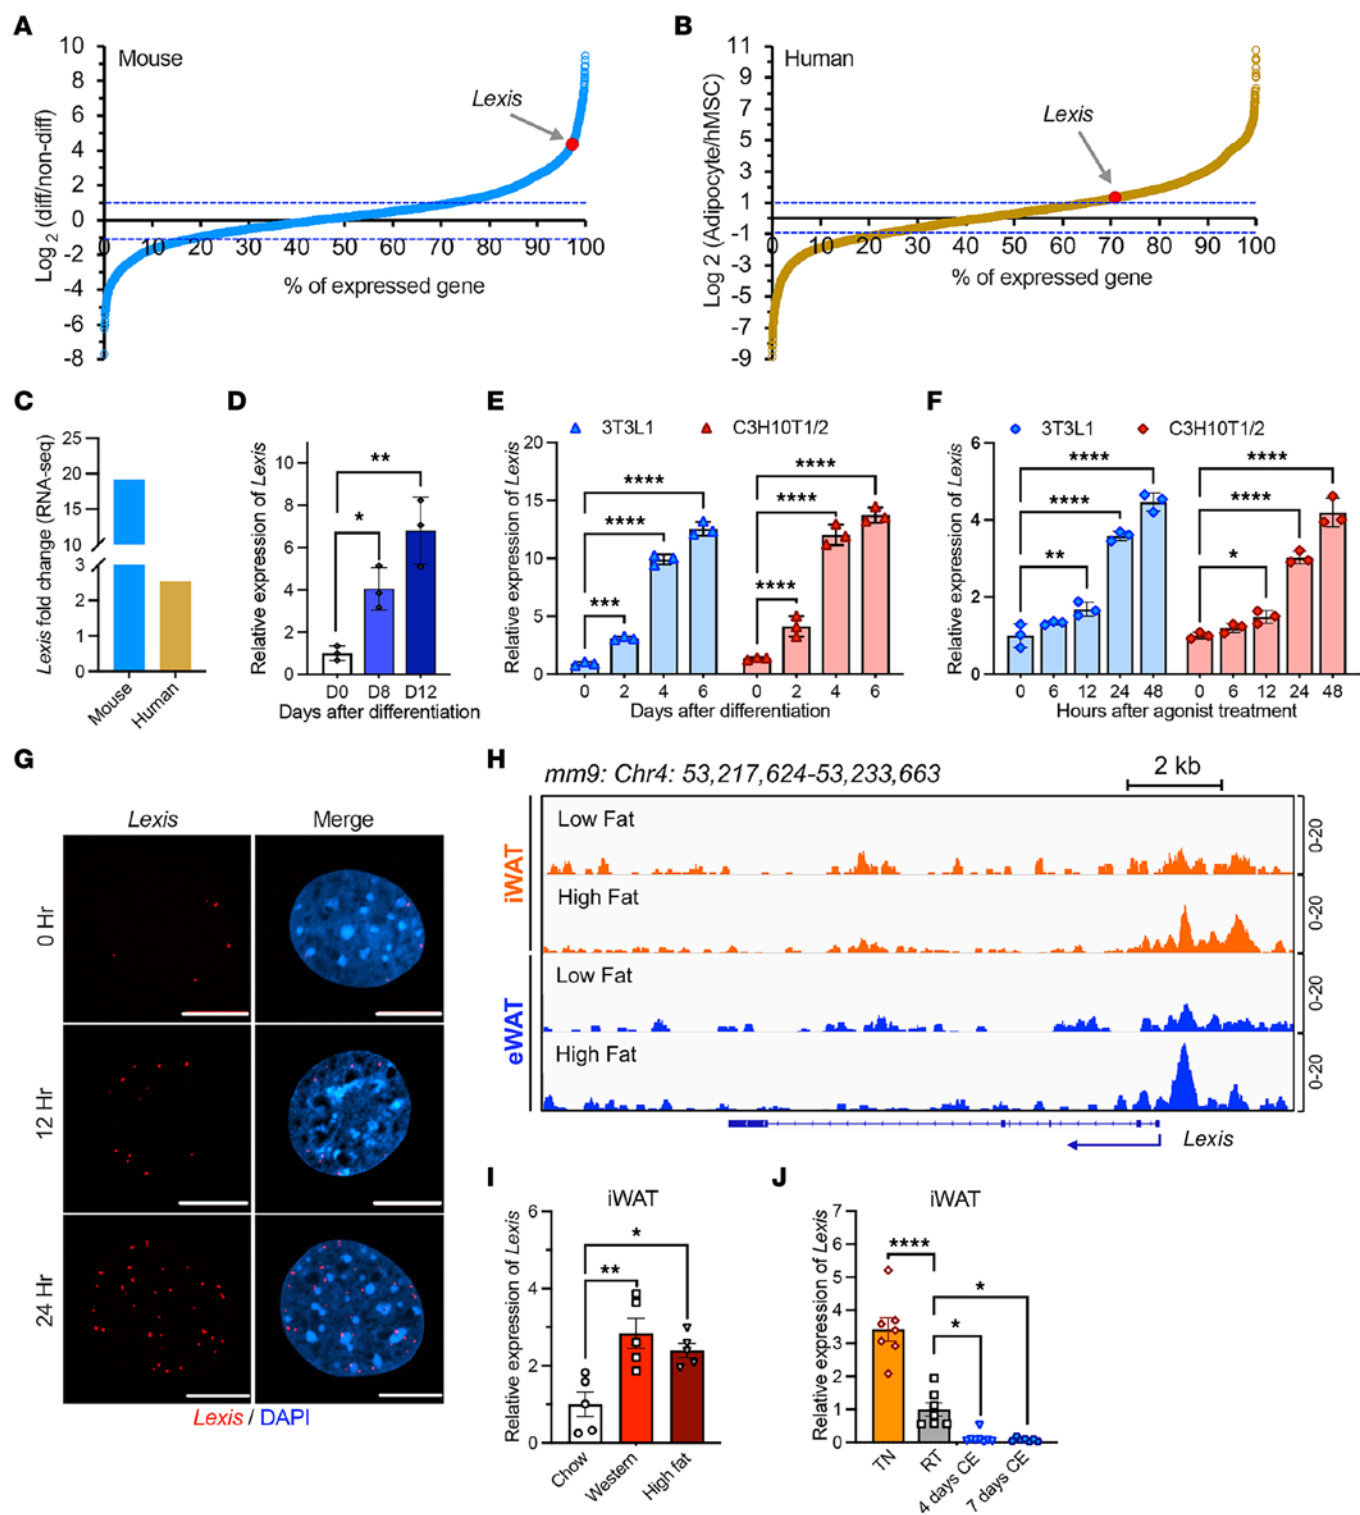 A
Mouse
Lexis
Log 2 (diff/non-diff)
10
8
6
4
2
0
-2
-4
-6
-8
0 10 20 30 40 50 60 70 80 90 100
% of expressed gene
B
Human
Lexis
Log 2 (Adipocyte/hMSC)
11
9
7
5
3
1
-1
-3
-5
-7
-9
0 10 20 30 40 50 60 70 80 90 100
% of expressed gene
C
Lexis fold change (RNA-seq)
25
20
15
10
3
2
1
0
Mouse Human
D
Relative expression of Lexis
10
8
6
4
2
0
**
*
D0 D8 D12
Days after differentiation
E
3T3L1 C3H10T1/2
Relative expression of Lexis
20
15
10
5
0
****
****
***
****
****
****
0 2 4 6 0 2 4 6
Days after differentiation
F
3T3L1 C3H10T1/2
Relative expression of Lexis
6
4
2
0
****
****
**
****
****
*
0 6 12 24 48 0 6 12 24 48
Hours after agonist treatment
G
Lexis Merge
0 Hr
12 Hr
24 Hr
Lexis / DAPI
H
mm9: Chr4: 53,217,624-53,233,663
2 kb
iWAT
Low Fat
0-20
High Fat
0-20
eWAT
Low Fat
0-20
High Fat
0-20
Lexis
I
iWAT
Relative expression of Lexis
6
4
2
0
*
**
Chow Western High fat
J
iWAT
Relative expression of Lexis
7
6
5
4
3
2
1
0
****
*
*
TN RT 4 days CE 7 days CE